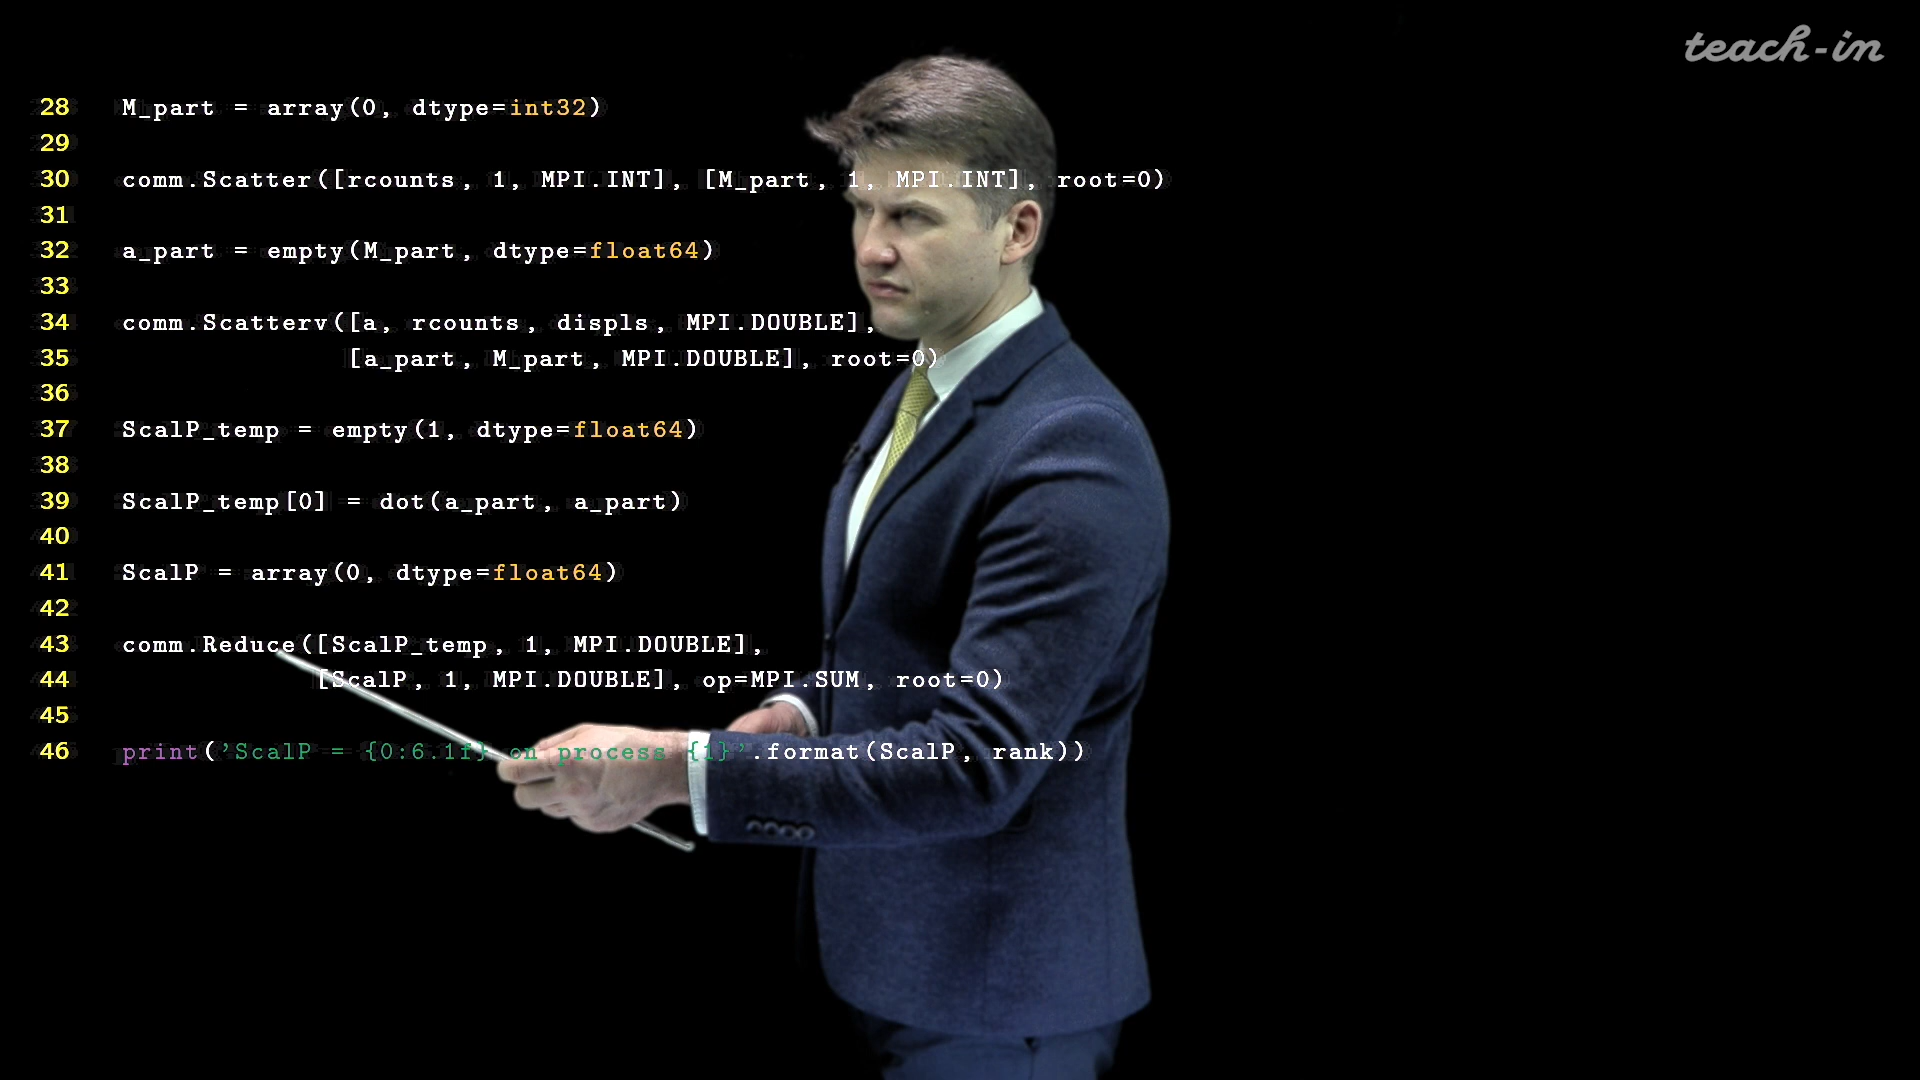 teach-in
28 M_part = array(0, dtype=int32)
29
30 comm.Scatter([rcounts, 1, MPI.INT], [M_part, 1, MPI.INT], root=0)
31
32 a_part = empty(M_part, dtype=float64)
33
34 comm.Scatterv([a, rcounts, displs, MPI.DOUBLE],
35 [a_part, M_part, MPI.DOUBLE], root=0)
36
37 ScalP_temp = empty(1, dtype=float64)
38
39 ScalP_temp[0] = dot(a_part, a_part)
40
41 ScalP = array(0, dtype=float64)
42
43 comm.Reduce([ScalP_temp, 1, MPI.DOUBLE],
44 [ScalP, 1, MPI.DOUBLE], op=MPI.SUM, root=0)
45
46 print('ScalP = {0:6.1f} on process {1}'.format(ScalP, rank))